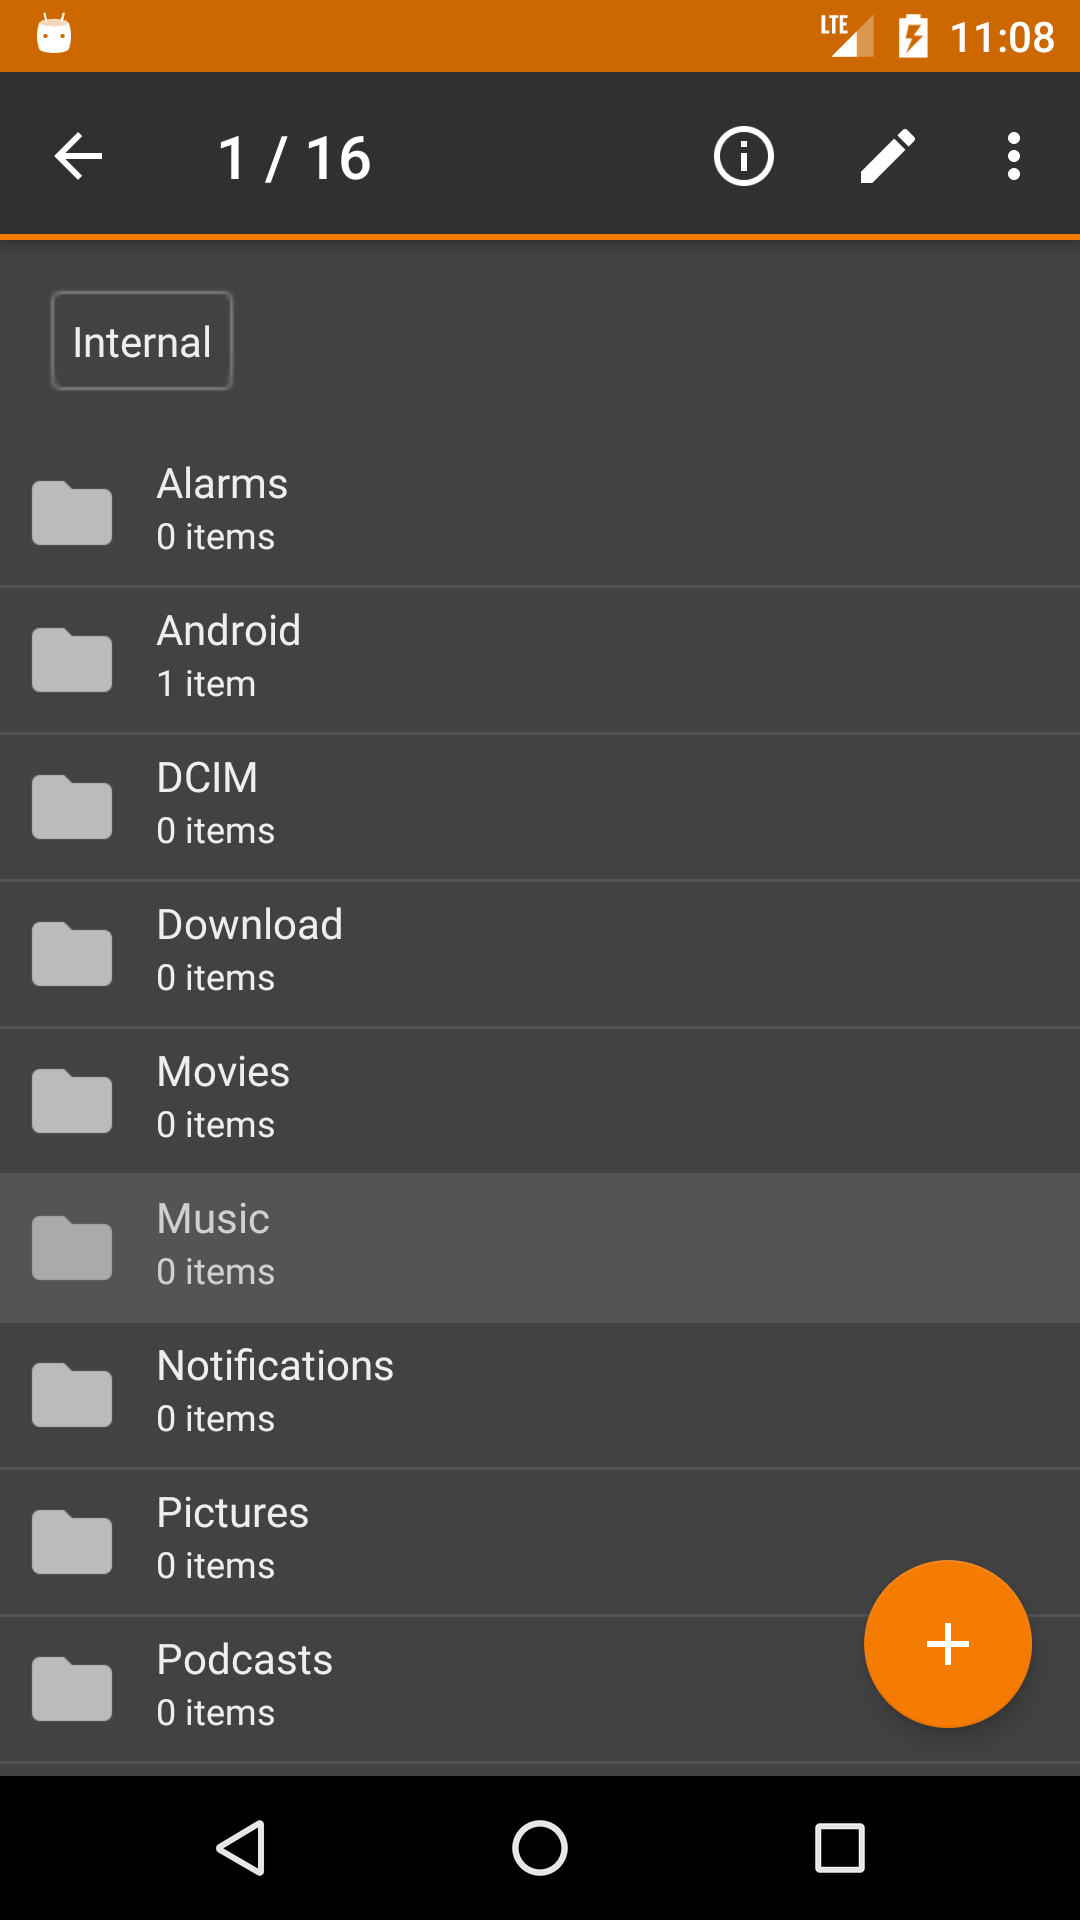 LTE
11:08
1 / 16
Internal
Alarms
0 items
Android
1 item
DCIM
0 items
Download
0 items
Movies
0 items
Music
0 items
Notifications
0 items
Pictures
0 items
Podcasts
0 items